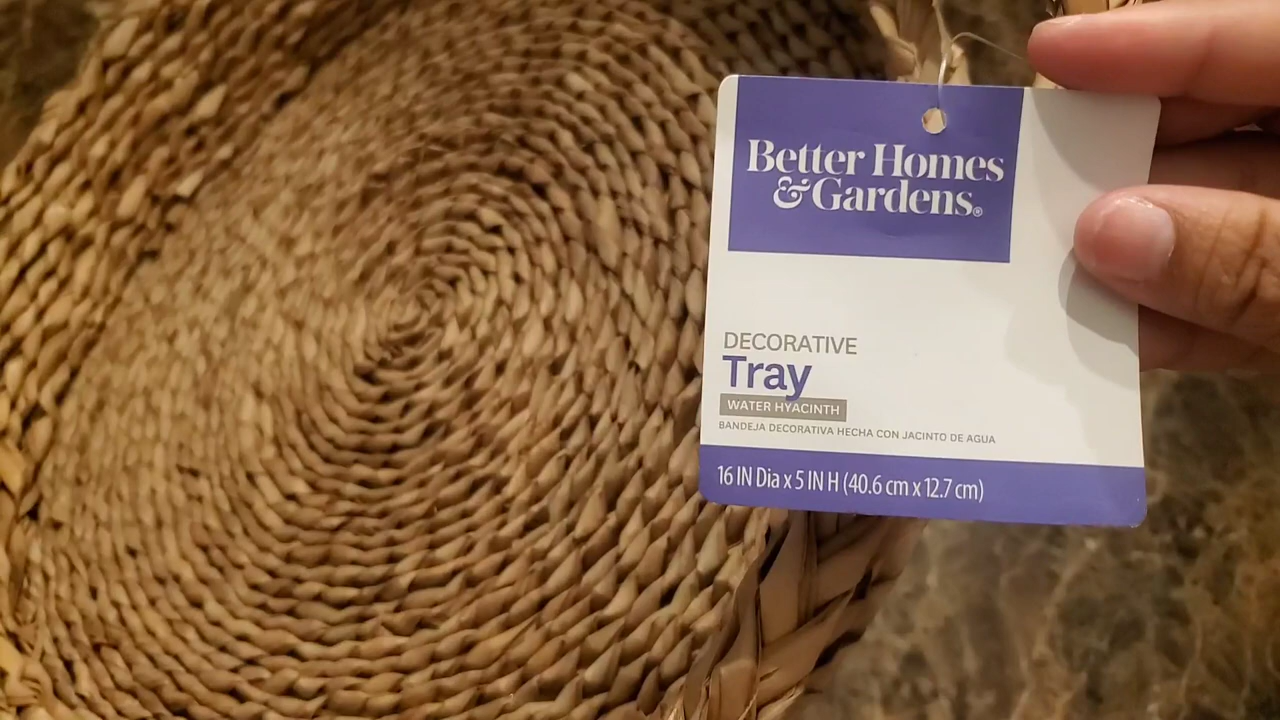 Better Homes
& Gardens®
DECORATIVE
Tray
WATER HYACINTH
BANDEJA DECORATIVA HECHA CON JACINTO DE AGUA
16 IN Dia x 5 IN H (40.6 cm x 12.7 cm)